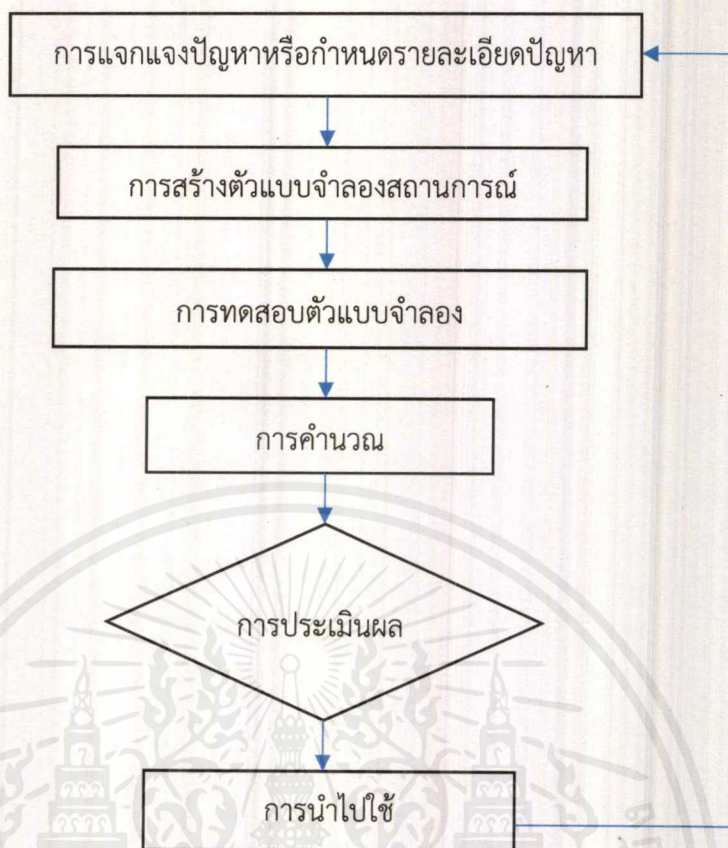 การแจกแจงปัญหาหรือกำหนดรายละเอียดปัญหา
การสร้างตัวแบบจำลองสถานการณ์
การทดสอบตัวแบบจำลอง
การคำนวณ
การประเมินผล
การนำไปใช้